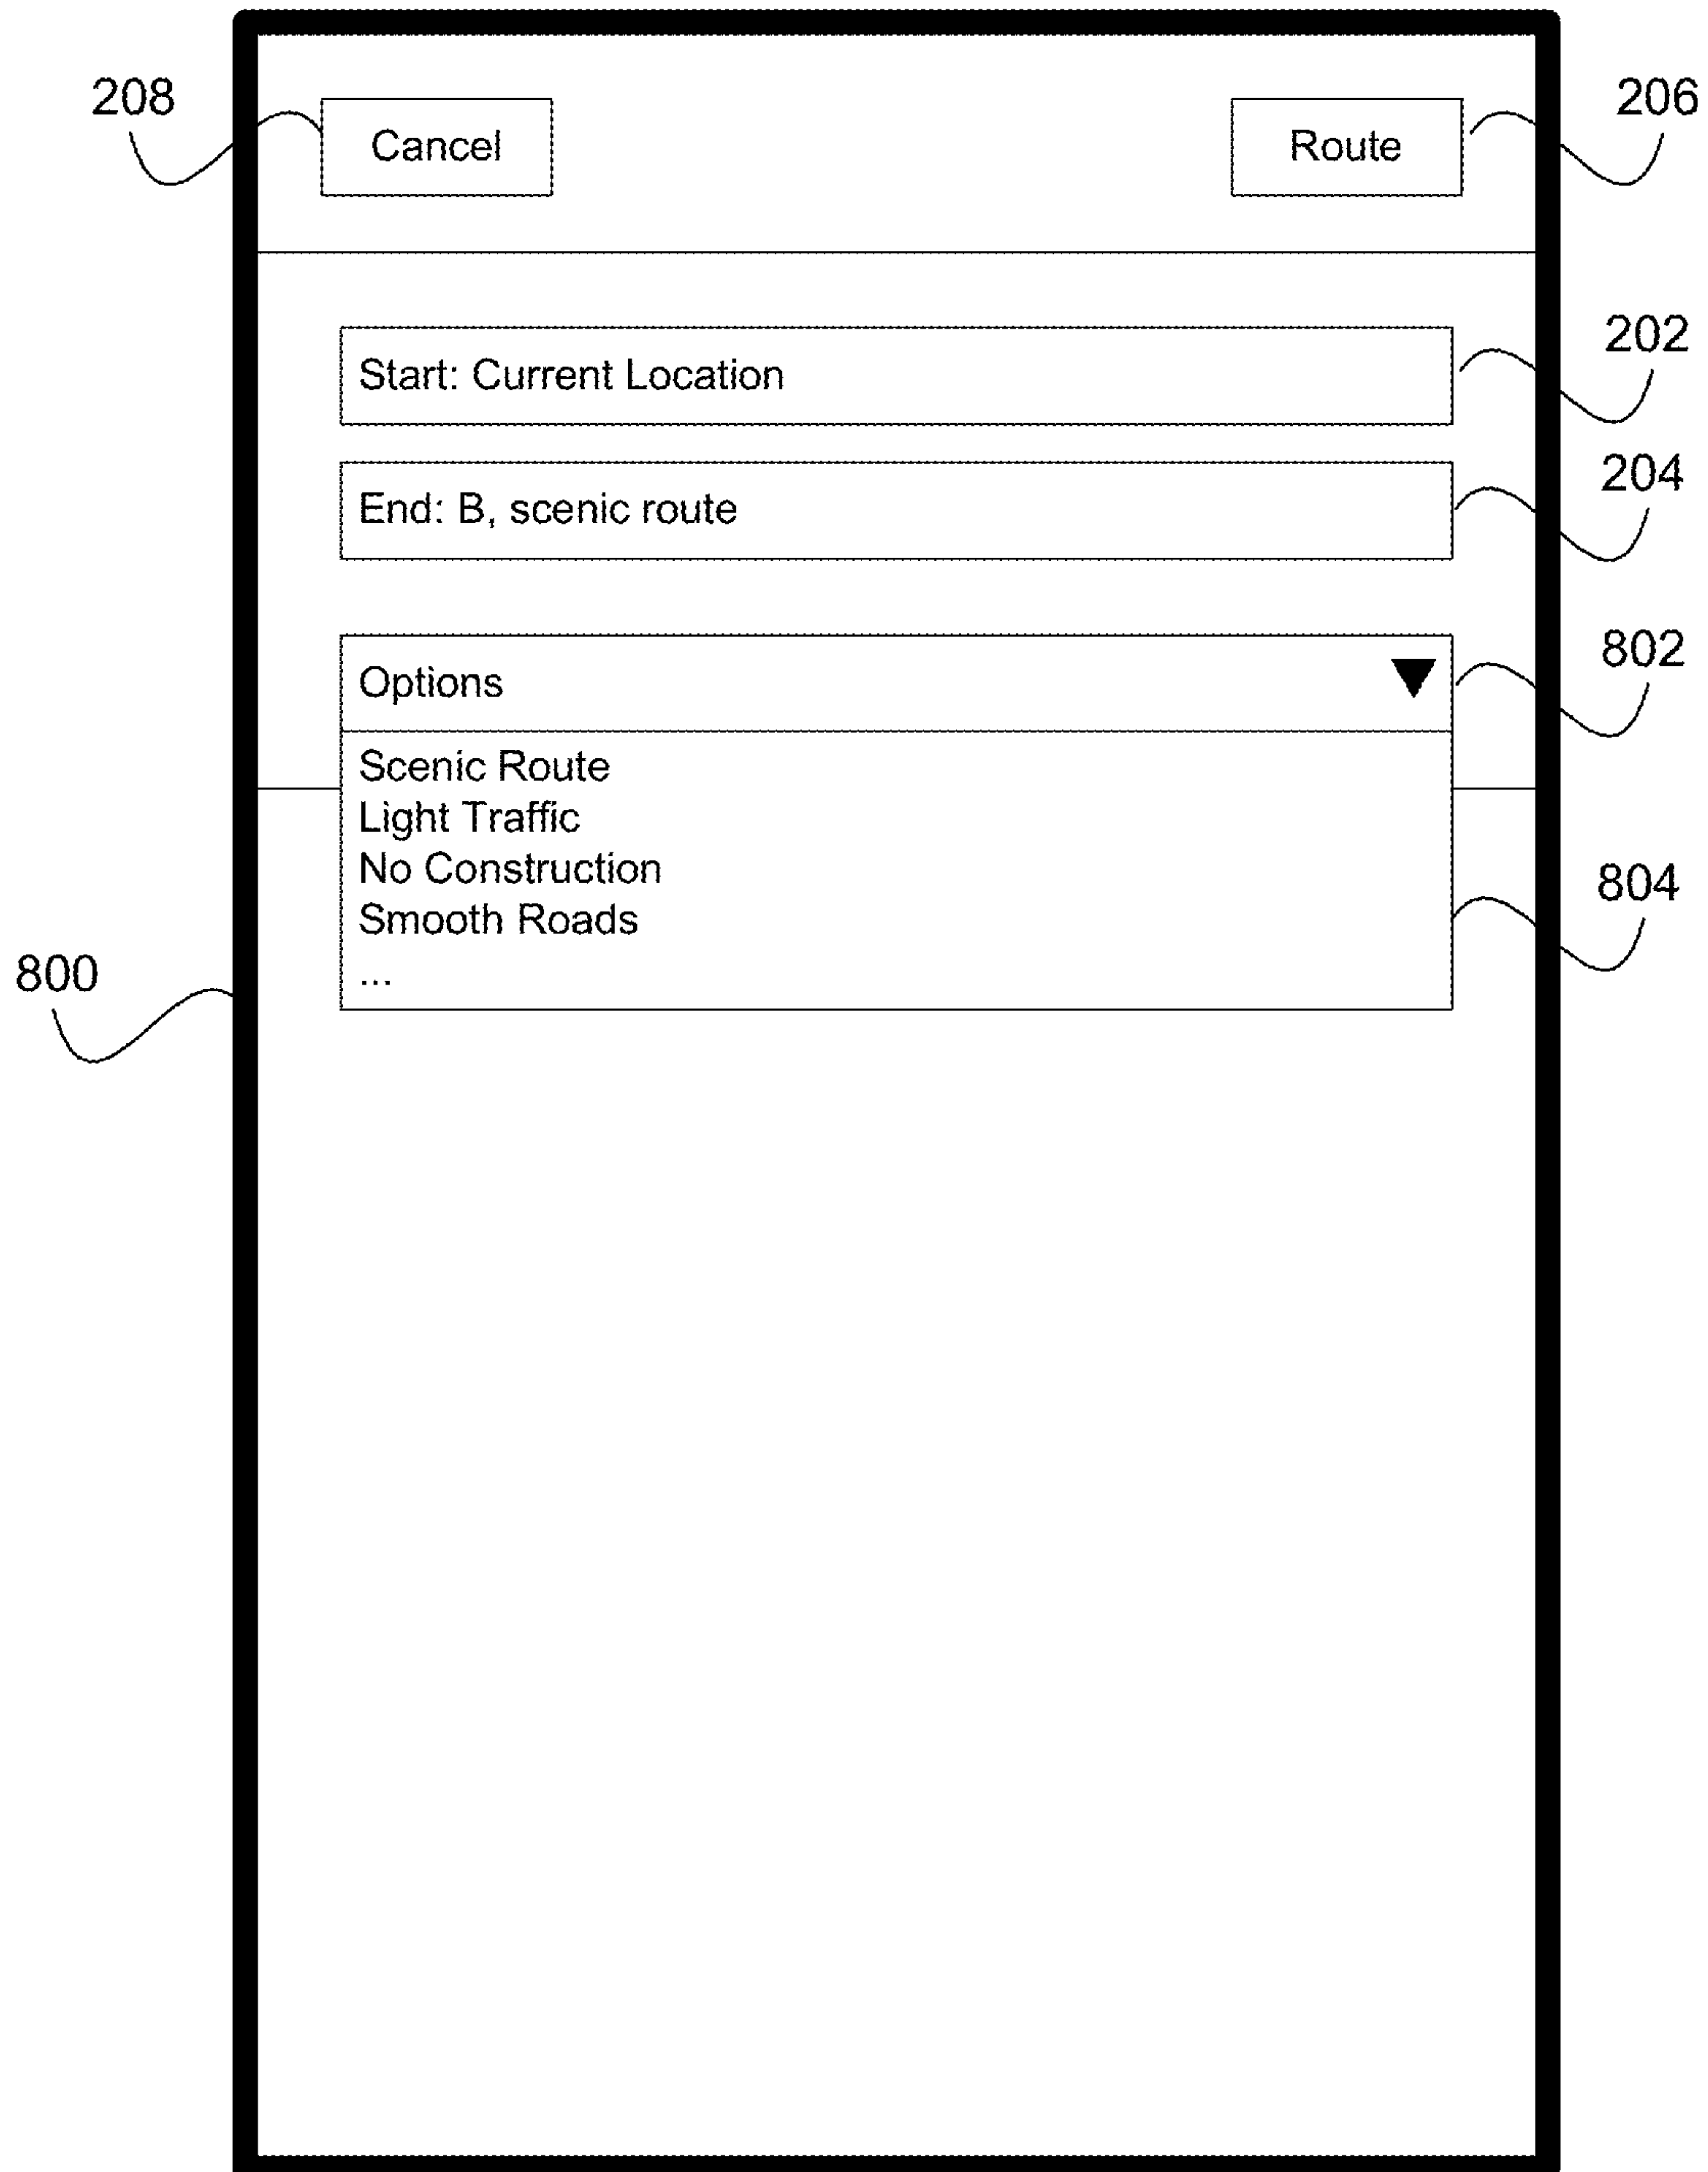 208
Cancel
Route
206
Start: Current Location
202
End: B, scenic route
204
Options
802
Scenic Route
Light Traffic
No Construction
Smooth Roads
...
804
800